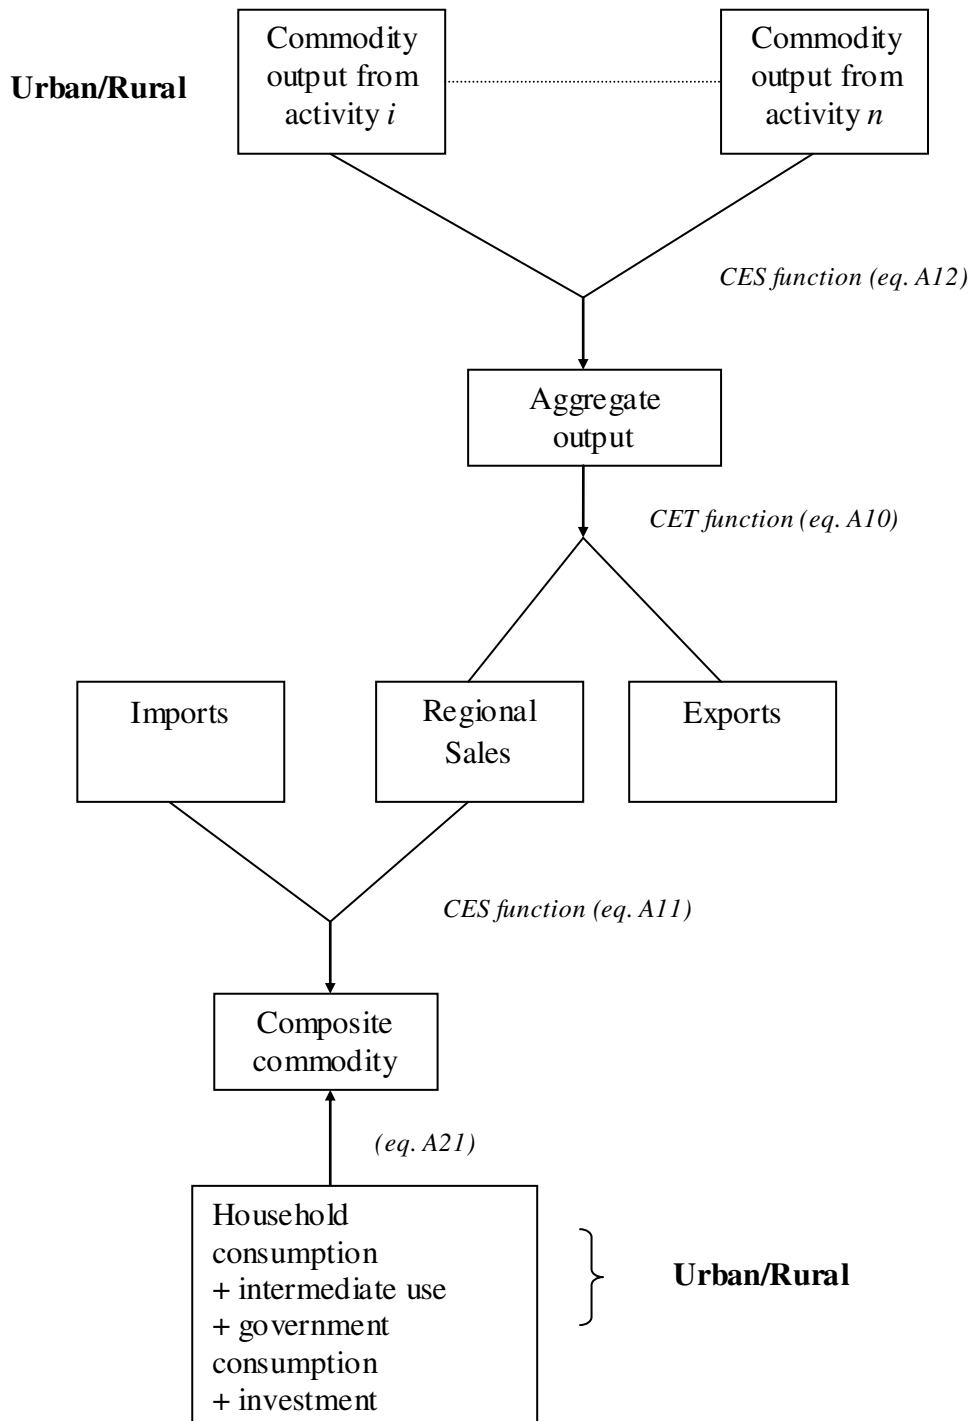 Commodity
output from
activity i
Commodity
output from
activity n
Urban/Rural
CES function (eq. A12)
Aggregate
output
CET function (eq. A10)
Imports
Regional
Sales
Exports
CES function (eq. A11)
Composite
commodity
(eq. A21)
Household
consumption
+ intermediate use
+ government
consumption
+ investment
Urban/Rural